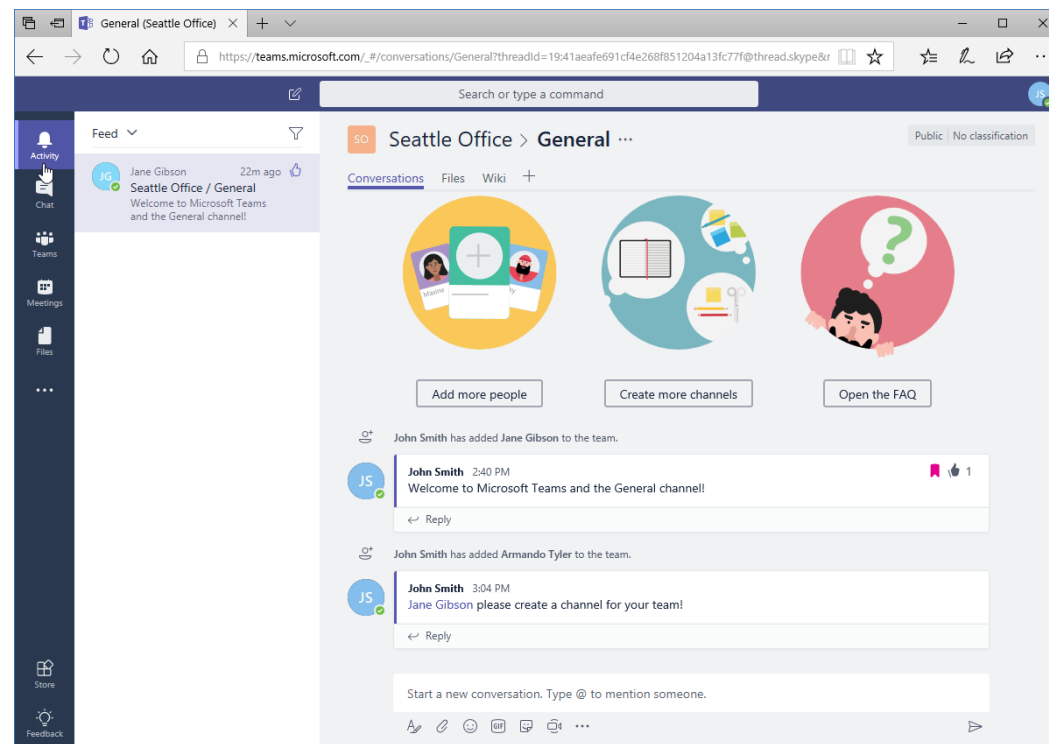 General (Seattle Office)
https://teams.microsoft.com/_#/conversations/General?threadId=19:41aeafe691cf4e268f851204a13fc77f@thread.skype&
Search or type a command
JS
Activity
Chat
Teams
Meetings
Files
Store
Feedback
Feed
JG
Jane Gibson 22m ago
Seattle Office / General
Welcome to Microsoft Teams
and the General channel!
SO
Seattle Office > General ...
Public | No classification
Conversations Files Wiki +
Maxine
Add more people
Create more channels
?
Open the FAQ
John Smith has added Jane Gibson to the team.
JS
John Smith 2:40 PM
1
Welcome to Microsoft Teams and the General channel!
Reply
John Smith has added Armando Tyler to the team.
JS
John Smith 3:04 PM
Jane Gibson please create a channel for your team!
Reply
Start a new conversation. Type @ to mention someone.
GIF